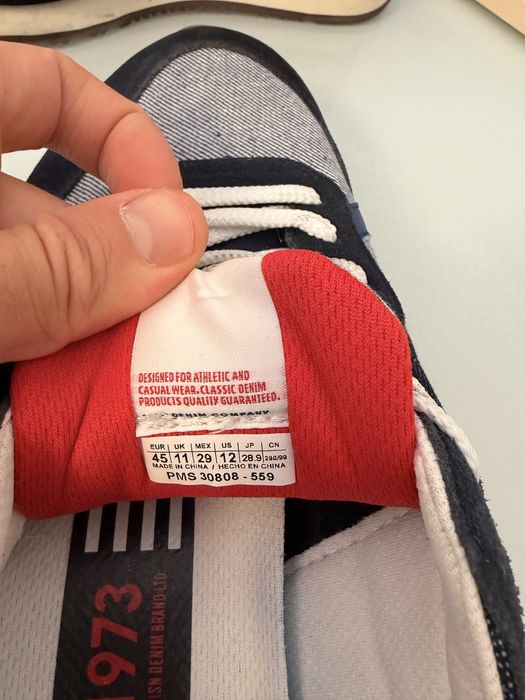 DESIGNED FOR ATHLETIC AND
CASUAL WEAR. CLASSIC DENIM
PRODUCTS QUALITY GUARANTEED.
DENIM COMPANY
EUR UK MEX US JP CN
45 11 29 12 28.9 290/99
MADE IN CHINA / HECHO EN CHINA
PMS 30808 - 559
1973
DENIM BRAND LTD